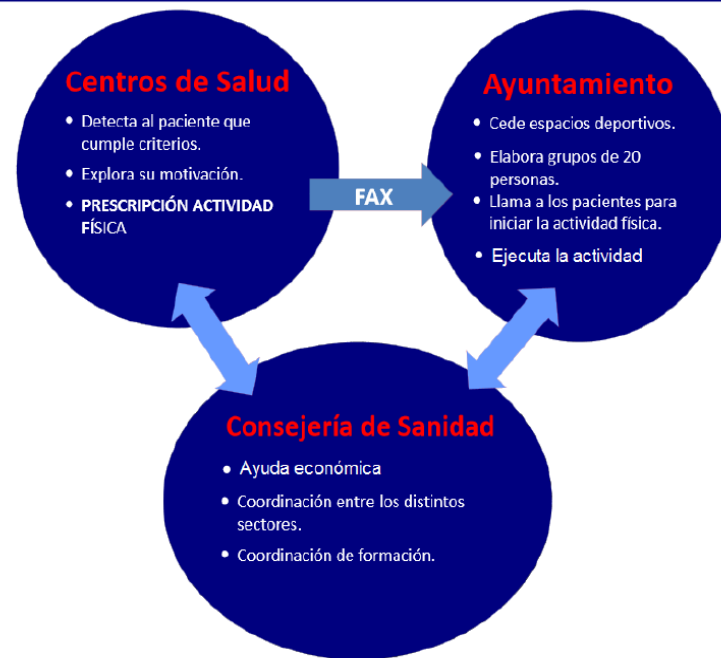 Centros de Salud
• Detecta al paciente que
cumple criterios.
• Explora su motivación.
• PRESCRIPCIÓN ACTIVIDAD
FÍSICA
FAX
Ayuntamiento
• Cede espacios deportivos.
• Elabora grupos de 20
personas.
• Llama a los pacientes para
iniciar la actividad física.
• Ejecuta la actividad
Consejería de Sanidad
• Ayuda económica
• Coordinación entre los distintos
sectores.
• Coordinación de formación.